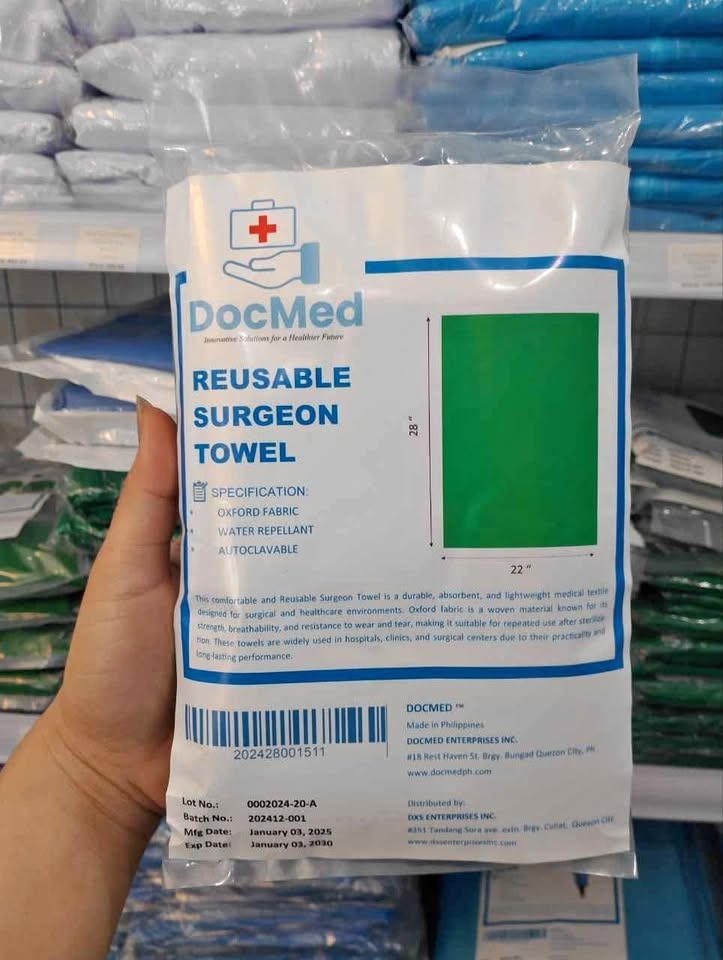 DocMed
Innovative Solutions for a Healthier Future
REUSABLE
SURGEON
TOWEL
SPECIFICATION:
OXFORD FABRIC
WATER REPELLANT
AUTOCLAVABLE
28 "
22 "
This comfortable and Reusable Surgeon Towel is a durable, absorbent, and lightweight medical textile
designed for surgical and healthcare environments. Oxford fabric is a woven material known for its
strength, breathability, and resistance to wear and tear, making it suitable for repeated use after steriliza
tion. These towels are widely used in hospitals, clinics, and surgical centers due to their practicality and
long-lasting performance.
202428001511
DOCMED ™
Made in Philippines
DOCMED ENTERPRISES INC.
#18 Rest Haven St. Brgy. Bungad Quezon City, PH
www.docmedph.com
Lot No.: 0002024-20-A
Batch No.: 202412-001
Mfg Date: January 03, 2025
Exp Date: January 03, 2030
Distributed by:
DXS ENTERPRISES INC.
#351 Tandang Sora ave. extn. Brgy. Culiat, Quezon City
www.dxsenterprisesinc.com